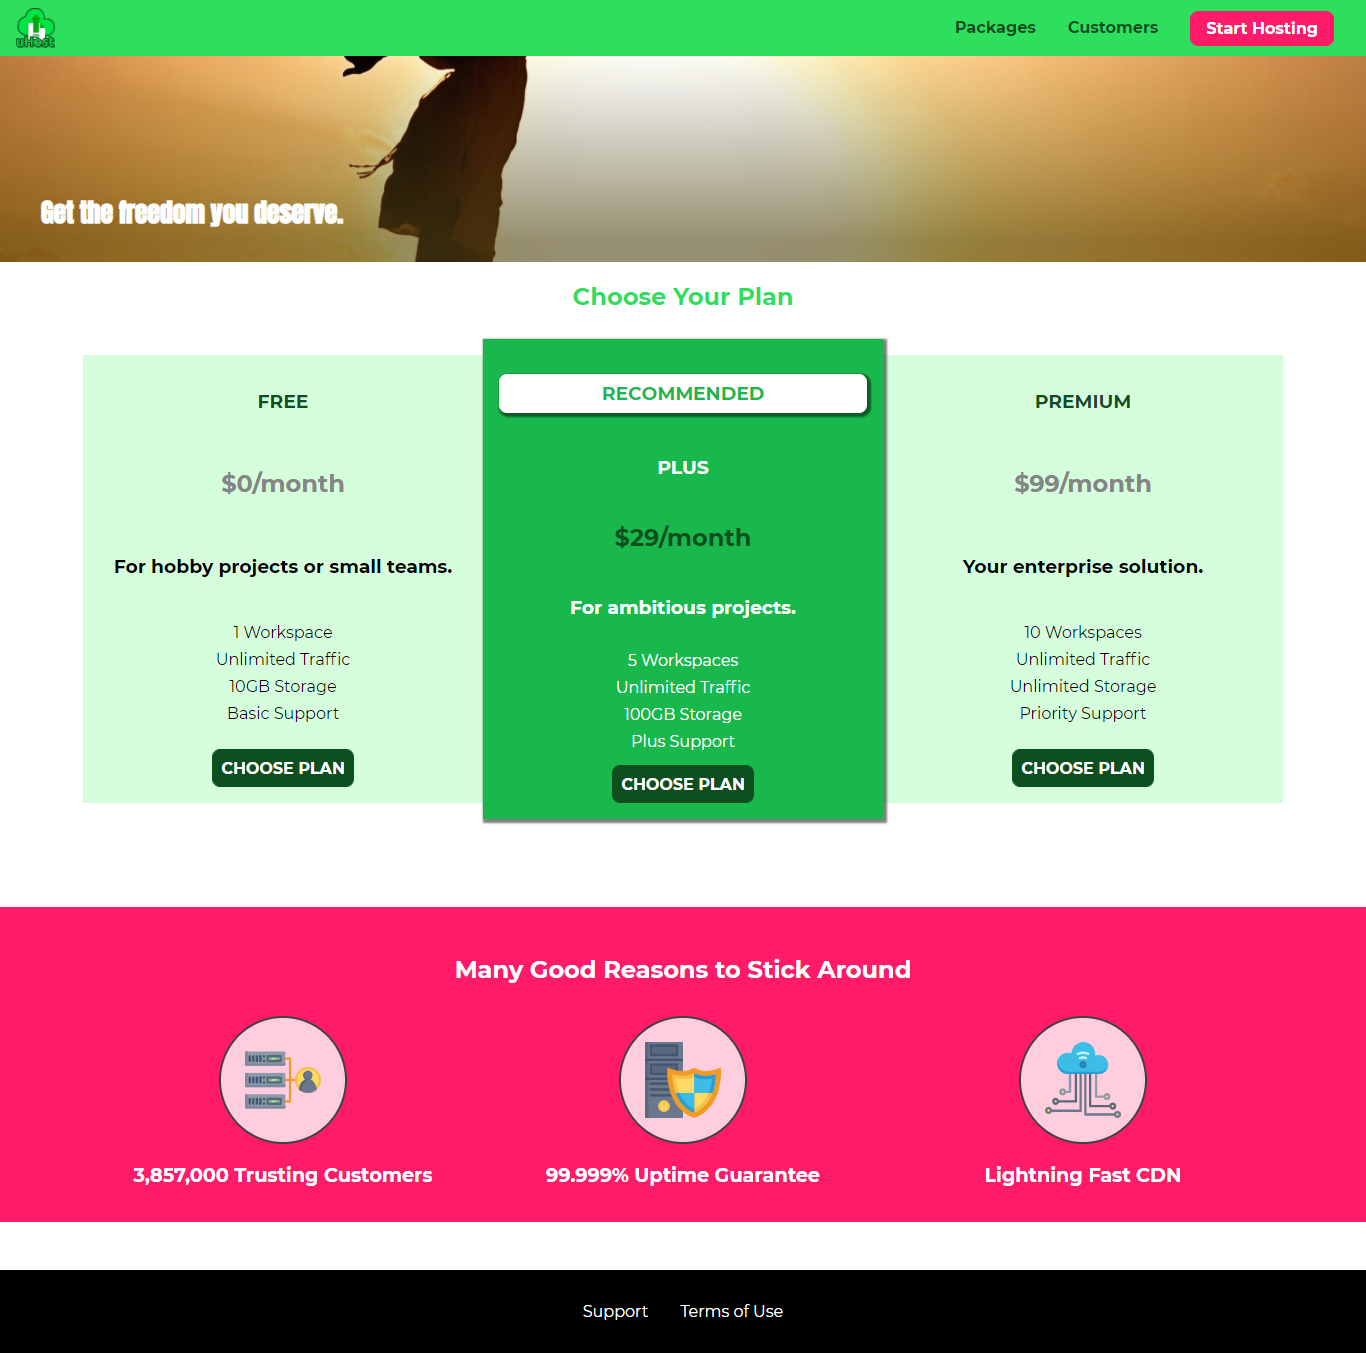 uHost
Packages
Customers
Start Hosting
Get the freedom you deserve.
Choose Your Plan
FREE
$0/month
For hobby projects or small teams.
1 Workspace
Unlimited Traffic
10GB Storage
Basic Support
CHOOSE PLAN
RECOMMENDED
PLUS
$29/month
For ambitious projects.
5 Workspaces
Unlimited Traffic
100GB Storage
Plus Support
CHOOSE PLAN
PREMIUM
$99/month
Your enterprise solution.
10 Workspaces
Unlimited Traffic
Unlimited Storage
Priority Support
CHOOSE PLAN
Many Good Reasons to Stick Around
3,857,000 Trusting Customers
99.999% Uptime Guarantee
Lightning Fast CDN
Support
Terms of Use